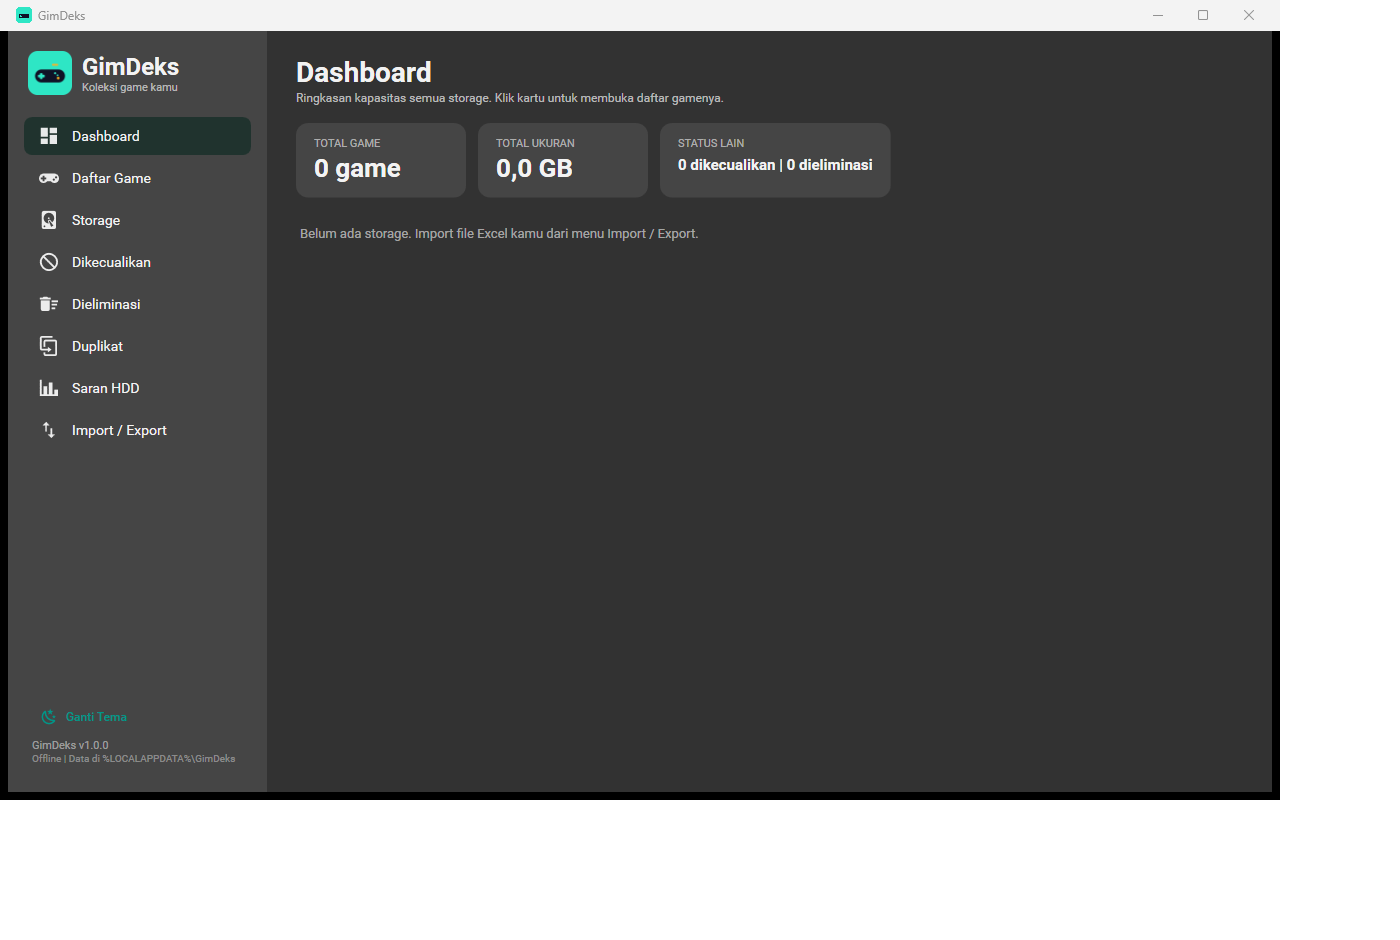 GimDeks
GimDeks
Koleksi game kamu
Dashboard
Daftar Game
Storage
Dikecualikan
Dieliminasi
Duplikat
Saran HDD
Import / Export
Ganti Tema
GimDeks v1.0.0
Offline | Data di %LOCALAPPDATA%\GimDeks
Dashboard
Ringkasan kapasitas semua storage. Klik kartu untuk membuka daftar gamenya.
TOTAL GAME
0 game
TOTAL UKURAN
0,0 GB
STATUS LAIN
0 dikecualikan | 0 dieliminasi
Belum ada storage. Import file Excel kamu dari menu Import / Export.